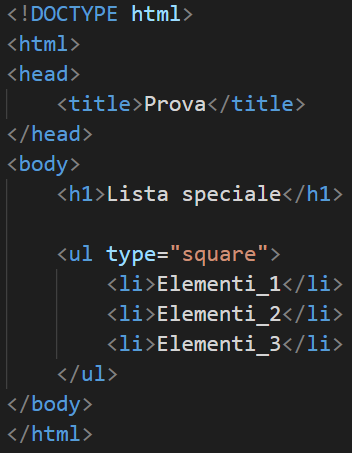 <!DOCTYPE html>
<html>
<head>
    <title>Prova</title>
</head>
<body>
    <h1>Lista speciale</h1>

    <ul type="square">
        <li>Elementi_1</li>
        <li>Elementi_2</li>
        <li>Elementi_3</li>
    </ul>
</body>
</html>